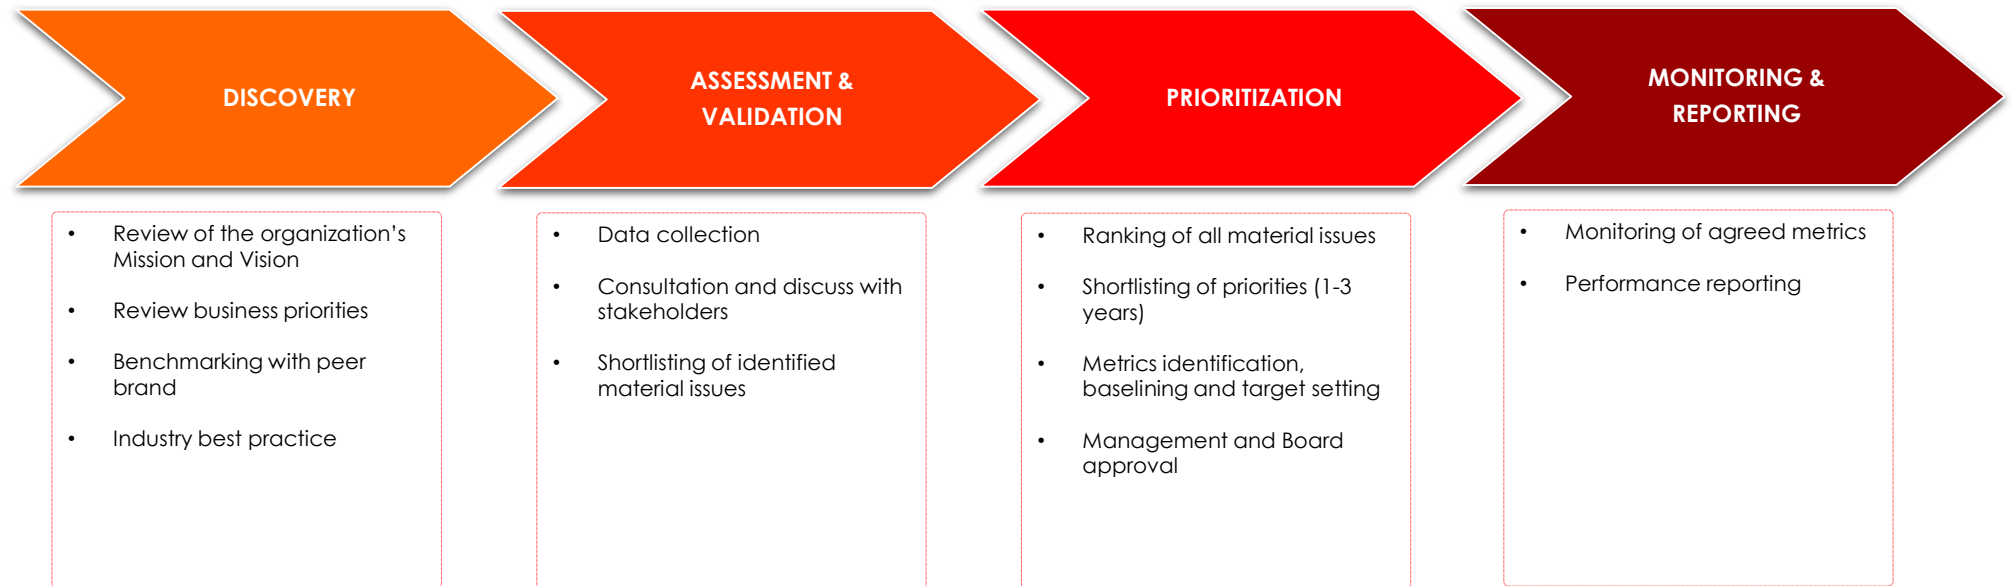 DISCOVERY
• Review of the organization’s
Mission and Vision
• Review business priorities
• Benchmarking with peer
brand
• Industry best practice
ASSESSMENT &
VALIDATION
• Data collection
• Consultation and discuss with
stakeholders
• Shortlisting of identified
material issues
PRIORITIZATION
• Ranking of all material issues
• Shortlisting of priorities (1-3
years)
• Metrics identification,
baselining and target setting
• Management and Board
approval
MONITORING &
REPORTING
• Monitoring of agreed metrics
• Performance reporting